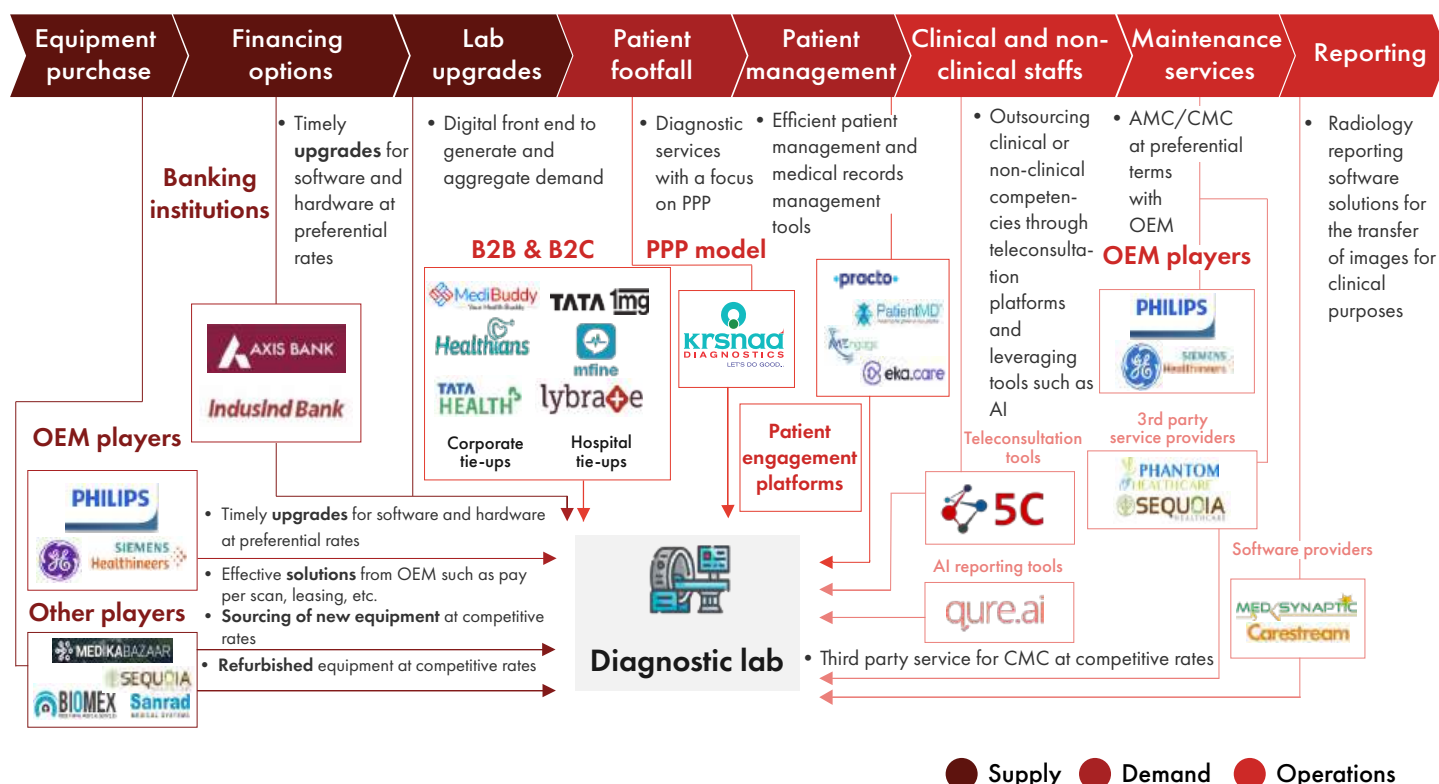 Equipment
purchase
Financing
options
Lab
upgrades
Patient
footfall
Patient
management
Clinical and non-
clinical staffs
Maintenance
services
Reporting
Banking
institutions
• Timely
upgrades for
software and
hardware at
preferential
rates
AXIS BANK
IndusInd Bank
• Digital front end to
generate and
aggregate demand
B2B & B2C
MediBuddy
Your Health Buddy
TATA 1mg
Healthians
mfine
TATA
HEALTH
lybrate
Corporate
tie-ups
Hospital
tie-ups
• Diagnostic
services
with a focus
on PPP
PPP model
KRSNAA
DIAGNOSTICS
LET'S DO GOOD..
• Efficient patient
management and
medical records
management
tools
practo
PatientMD
Engage
eka.care
Patient
engagement
platforms
• Outsourcing
clinical or
non-clinical
competen-
cies through
teleconsulta-
tion
platforms
and
leveraging
tools such as
AI
Teleconsultation
tools
5C
AI reporting tools
qure.ai
• AMC/CMC
at preferential
terms
with
OEM
OEM players
PHILIPS
GE
SIEMENS
Healthineers
3rd party
service providers
PHANTOM
HEALTHCARE
SEQUOIA
HEALTHCARE
• Radiology
reporting
software
solutions for
the transfer
of images for
clinical
purposes
Software providers
MEDSYNAPTIC
Carestream
OEM players
PHILIPS
GE
SIEMENS
Healthineers
• Timely upgrades for software and hardware
at preferential rates
• Effective solutions from OEM such as pay
per scan, leasing, etc.
Other players
MEDIKABAZAAR
SEQUOIA
BIOMEX
Sanrad
MEDICAL SYSTEMS
• Sourcing of new equipment at competitive
rates
• Refurbished equipment at competitive rates
Diagnostic lab
• Third party service for CMC at competitive rates
Supply
Demand
Operations